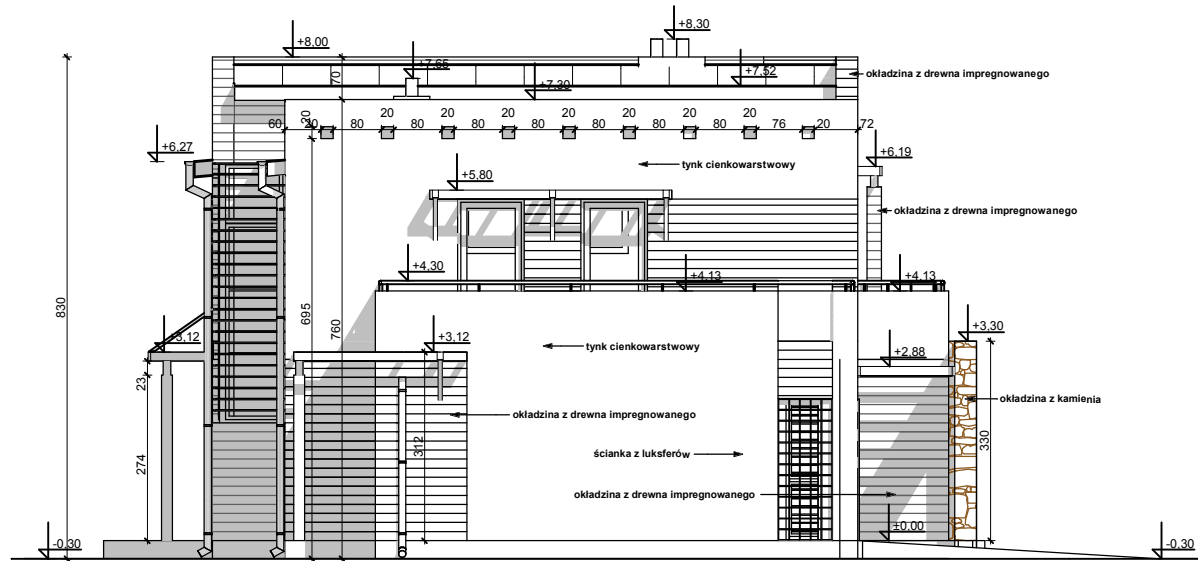 +8,30
+8,00
+7,65
+7,52
70
okładzina z drewna impregnowanego
+7,30
20 20 20 20 20 20 20 20
60 20 80 80 80 80 80 80 80 76 20 72
+6,27
tynk cienkowarstwowy
+6,19
+5,80
okładzina z drewna impregnowanego
+4,30
+4,13
+4,13
830
695
760
+3,12
+3,12
tynk cienkowarstwowy
+3,30
+2,88
23
okładzina z kamienia
okładzina z drewna impregnowanego
312
330
274
ścianka z luksferów
okładzina z drewna impregnowanego
±0,00
-0,30
-0,30